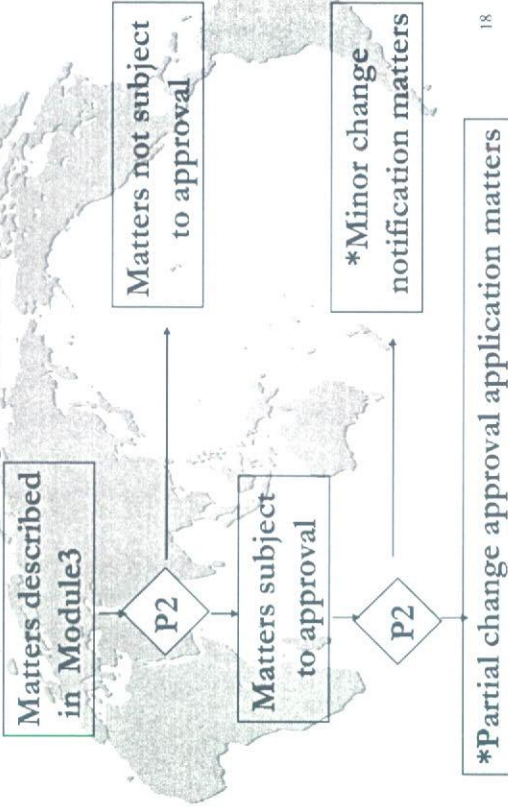 Matters described
in Module3
P2
Matters not subject
to approval
Matters subject
to approval
P2
*Minor change
notification matters
*Partial change approval application matters
18